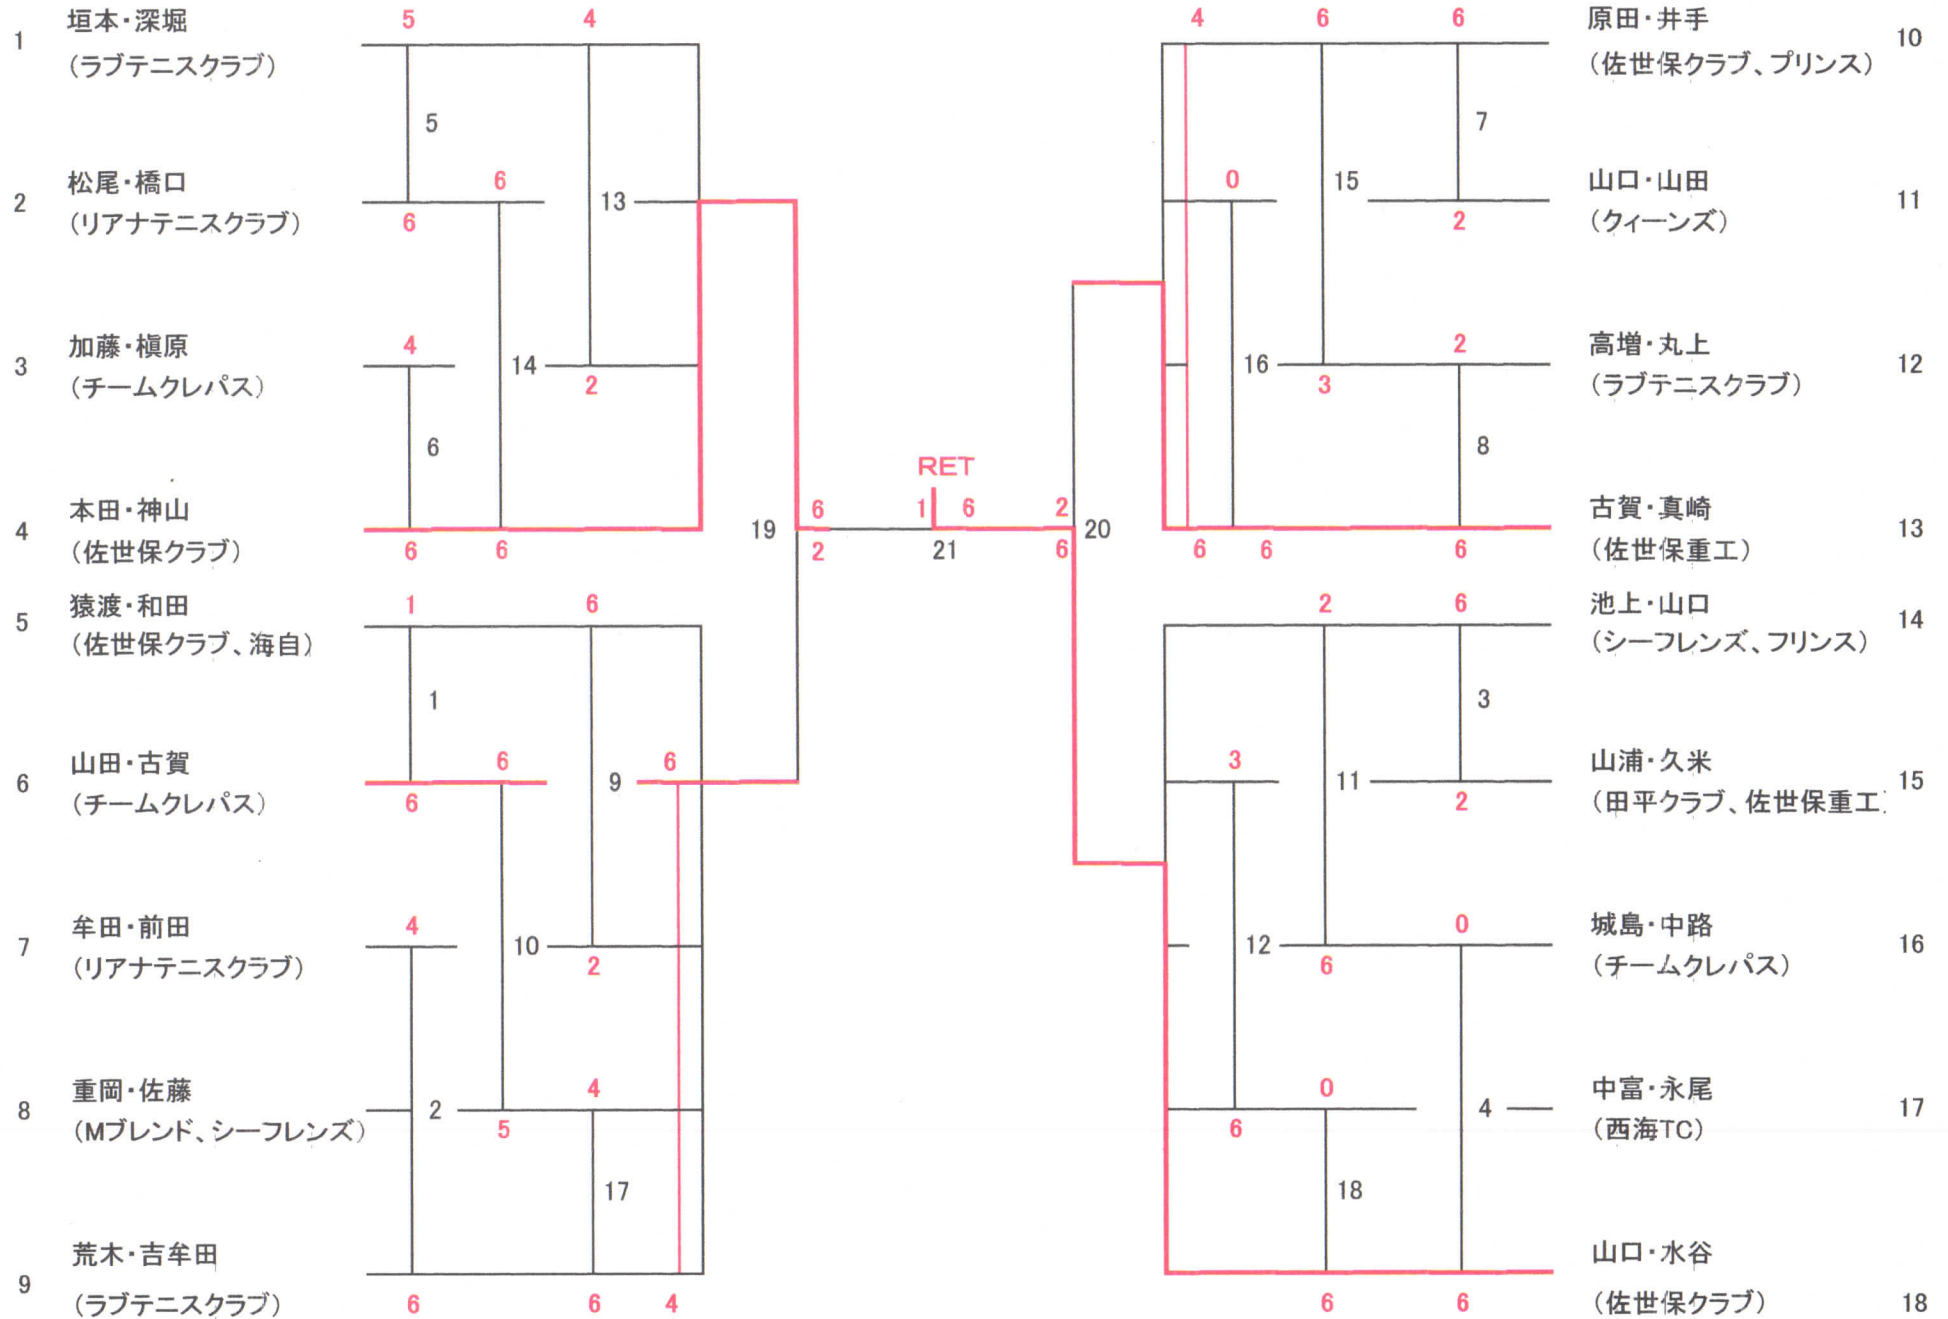 5 4 4 6 6
垣本・深堀 原田・井手
1 10
(ラブテニスクラブ) (佐世保クラブ、プリンス)
5 7
松尾・橋口 6 0 山口・山田
2 13 15 11
(リアナテニスクラブ) 6 2 (クィーンズ)
加藤・槇原 4 2 高増・丸上
3 14 16 12
(チームクレパス) 2 3 (ラブテニスクラブ)
6 8
RET
本田・神山 6 1 6 2 古賀・真崎
4 19 20 13
(佐世保クラブ) 6 6 2 21 6 6 6 6 (佐世保重工)
猿渡・和田 1 6 2 6 池上・山口
5 14
(佐世保クラブ、海自) (シーフレンズ、フリンス)
1 3
山田・古賀 6 6 3 山浦・久米
6 9 11 15
(チームクレパス) 6 2 (田平クラブ、佐世保重工
牟田・前田 4 0 城島・中路
7 10 12 16
(リアナテニスクラブ) 2 6 (チームクレパス)
重岡・佐藤 4 0 中富・永尾
8 2 4 17
(Mブレンド、シーフレンズ) 5 6 (西海TC)
17 18
荒木・吉牟田 山口・水谷
9 18
(ラブテニスクラブ) 6 6 4 6 6 (佐世保クラブ)